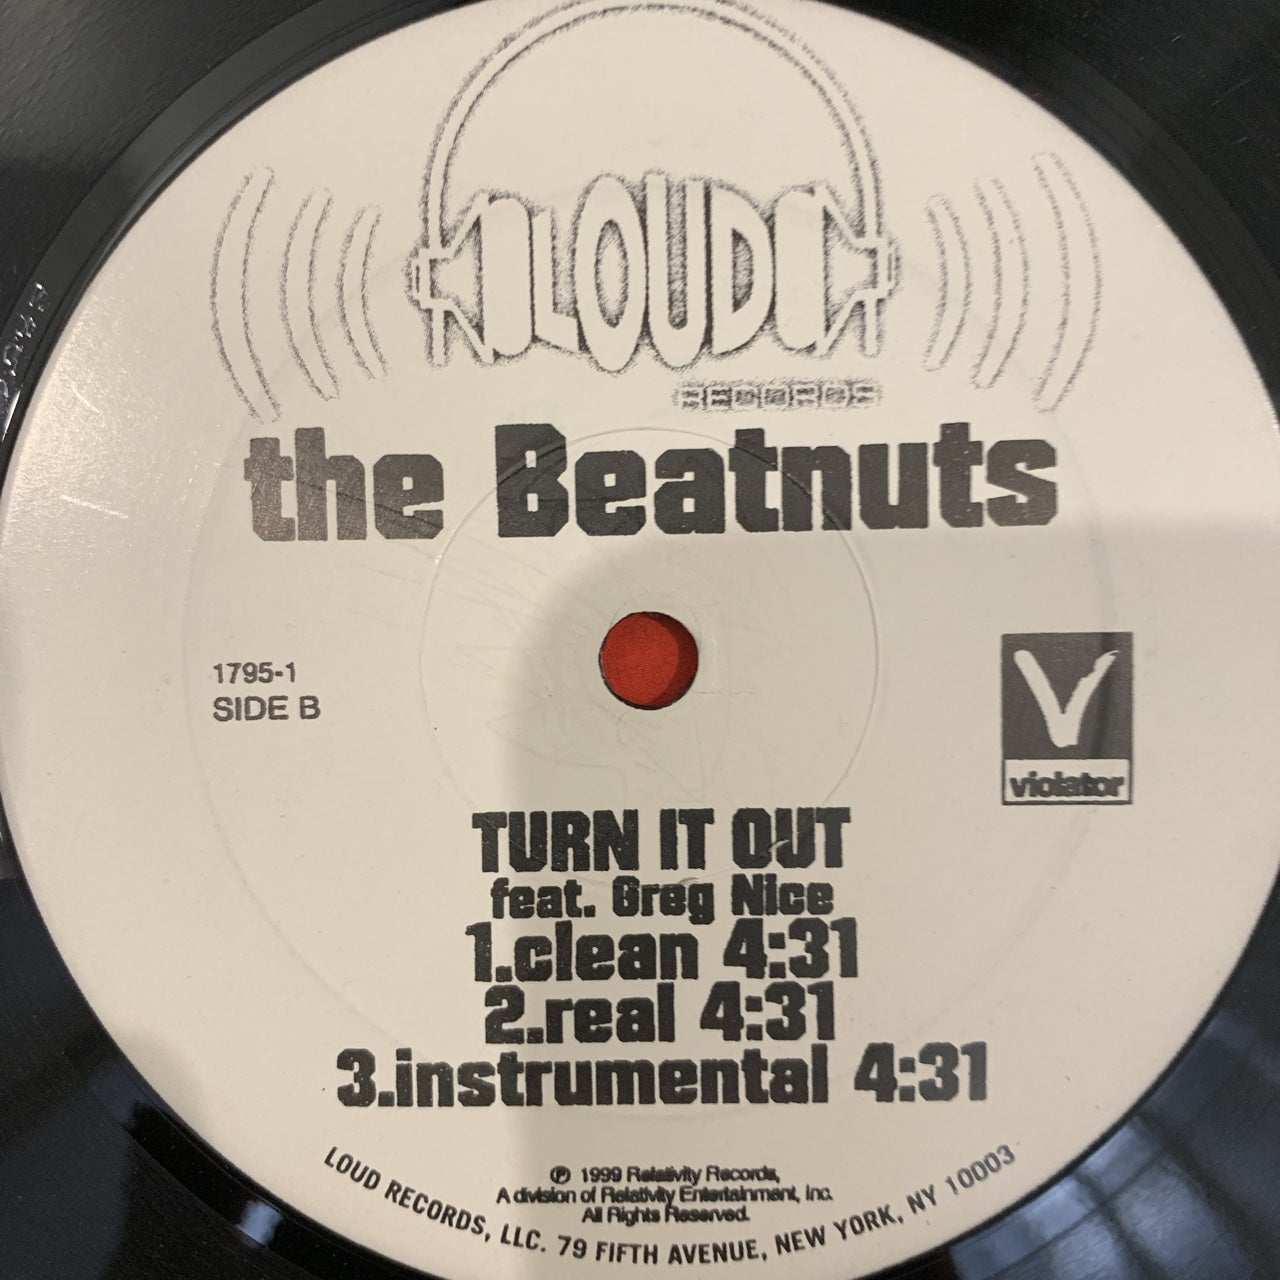 LOUD
RECORDS
the Beatnuts
1795-1
SIDE B
V
violator
TURN IT OUT
feat. Greg Nice
1.clean 4:31
2.real 4:31
3.instrumental 4:31
℗ 1999 Relativity Records,
A division of Relativity Entertainment, Inc.
All Rights Reserved.
LOUD RECORDS, LLC. 79 FIFTH AVENUE, NEW YORK, NY 10003